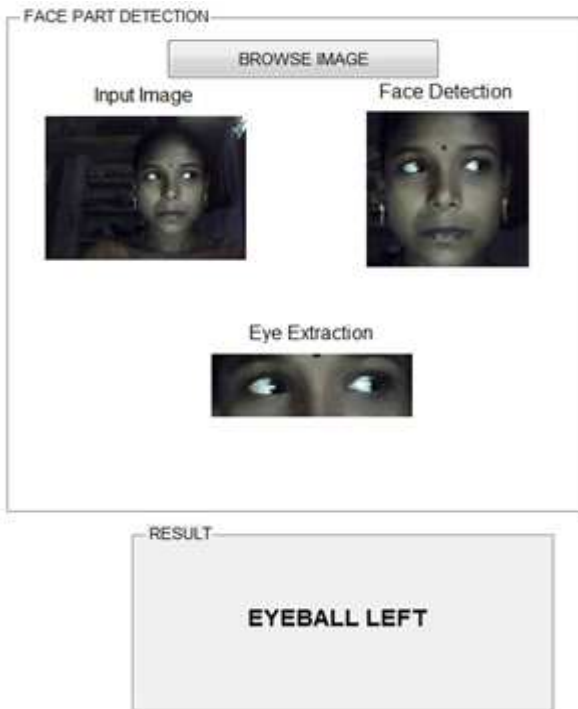 FACE PART DETECTION
BROWSE IMAGE
Input Image
Face Detection
Eye Extraction
RESULT
EYEBALL LEFT